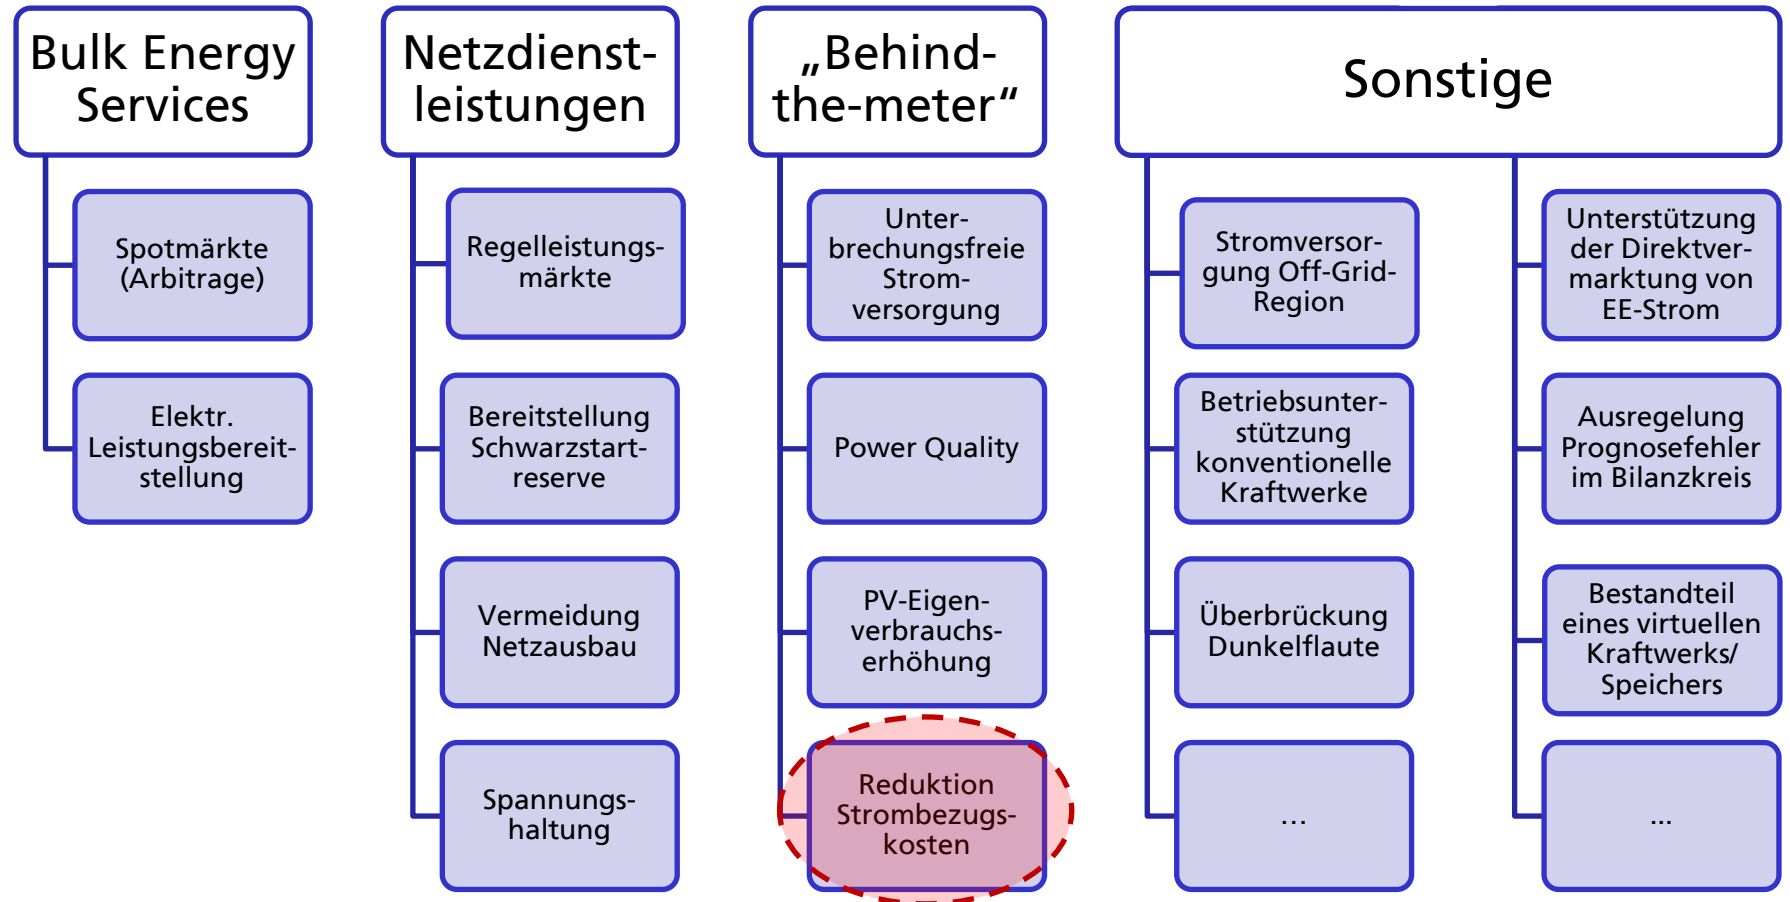 Bulk Energy
Services
Spotmärkte
(Arbitrage)
Elektr.
Leistungsbereit-
stellung
Netzdienst-
leistungen
Regelleistungs-
märkte
Bereitstellung
Schwarzstart-
reserve
Vermeidung
Netzausbau
Spannungs-
haltung
„Behind-
the-meter“
Unter-
brechungsfreie
Strom-
versorgung
Power Quality
PV-Eigen-
verbrauchs-
erhöhung
Reduktion
Strombezugs-
kosten
Sonstige
Stromversor-
gung Off-Grid-
Region
Betriebsunter-
stützung
konventionelle
Kraftwerke
Überbrückung
Dunkelflaute
…
Unterstützung
der Direktver-
marktung von
EE-Strom
Ausregelung
Prognosefehler
im Bilanzkreis
Bestandteil
eines virtuellen
Kraftwerks/
Speichers
...